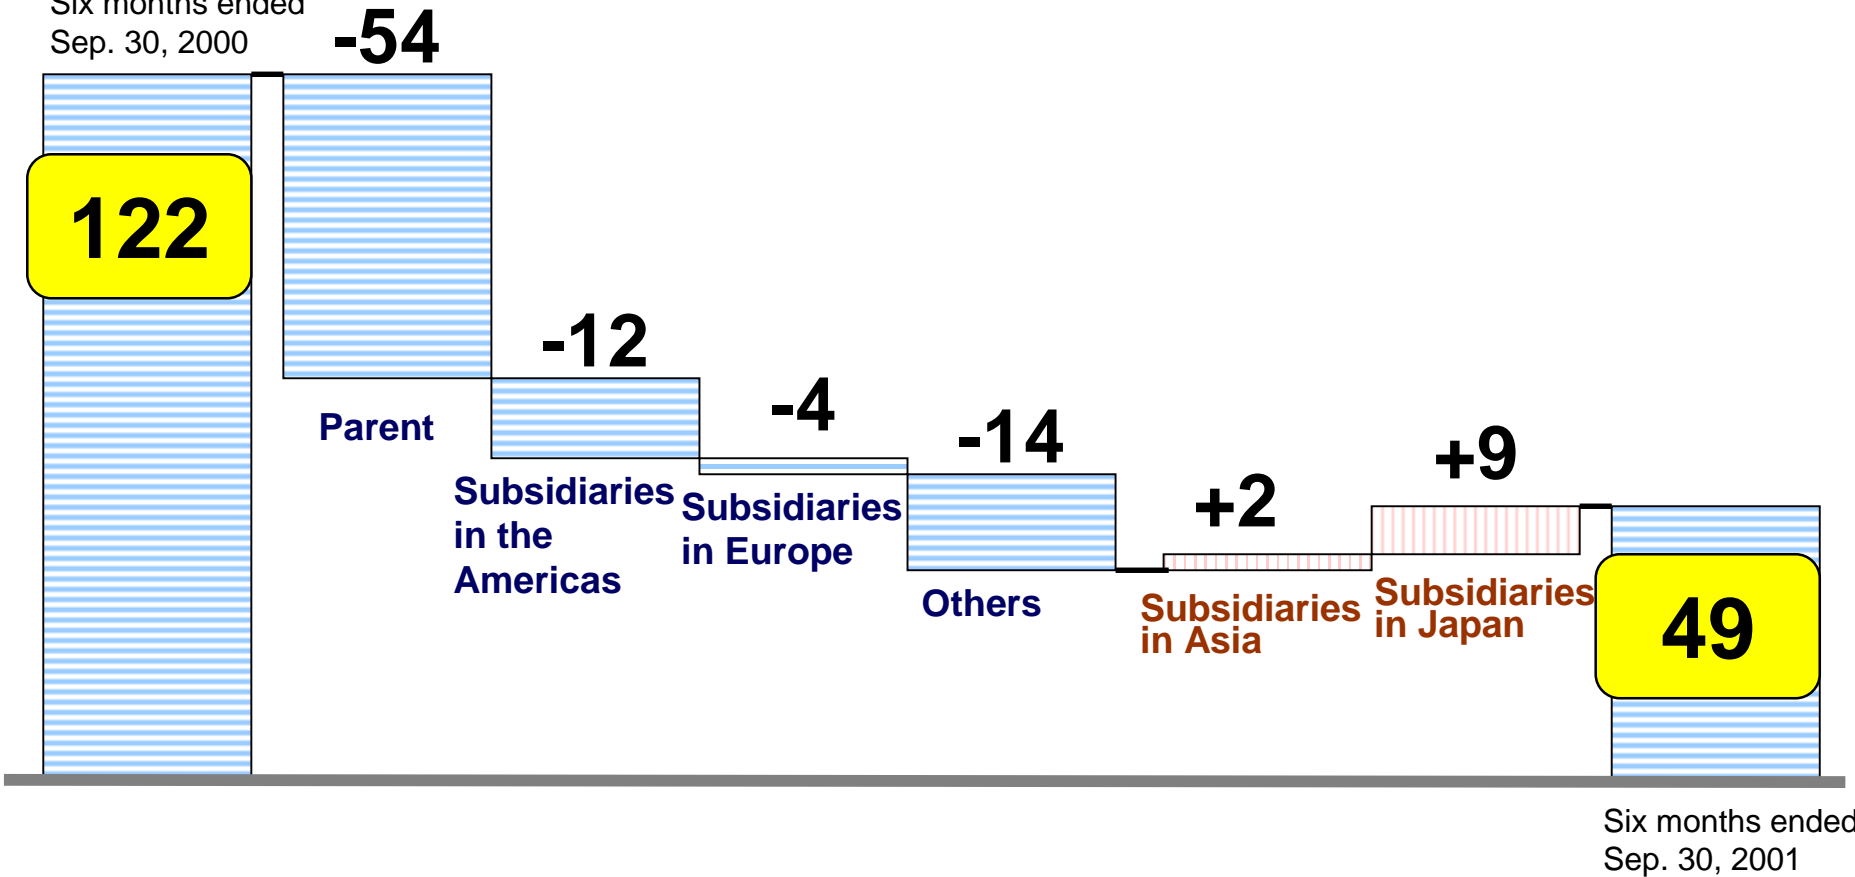 Six months ended
Sep. 30, 2000
-54
122
-12
-4
-14
+2
+9
Parent
Subsidiaries
in the
Americas
Subsidiaries
in Europe
Others
Subsidiaries
in Asia
Subsidiaries
in Japan
49
Six months ended
Sep. 30, 2001